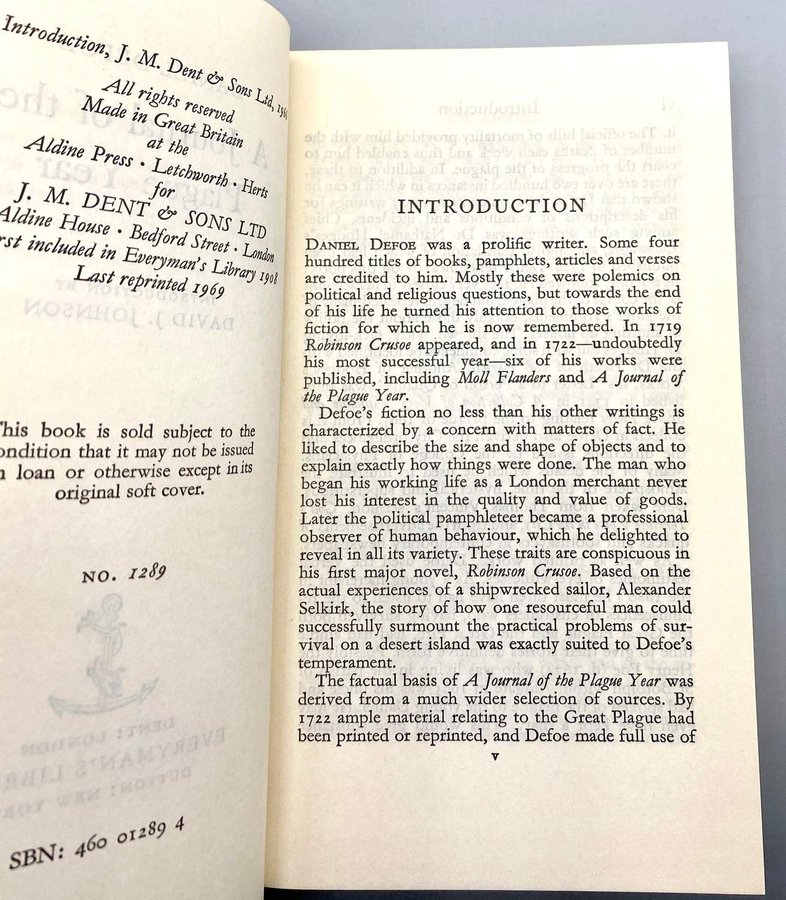 Introduction, J. M. Dent & Sons Ltd, 196
All rights reserved
Made in Great Britain
at the
Aldine Press · Letchworth · Herts
for
J. M. DENT & SONS LTD
Aldine House · Bedford Street · London
rst included in Everyman's Library 1908
Last reprinted 1969
This book is sold subject to the
condition that it may not be issued
n loan or otherwise except in its
original soft cover.
NO. 1289
SBN: 460 01289 4
INTRODUCTION
DANIEL DEFOE was a prolific writer. Some four
hundred titles of books, pamphlets, articles and verses
are credited to him. Mostly these were polemics on
political and religious questions, but towards the end
of his life he turned his attention to those works of
fiction for which he is now remembered. In 1719
Robinson Crusoe appeared, and in 1722—undoubtedly
his most successful year—six of his works were
published, including Moll Flanders and A Journal of
the Plague Year.
Defoe's fiction no less than his other writings is
characterized by a concern with matters of fact. He
liked to describe the size and shape of objects and to
explain exactly how things were done. The man who
began his working life as a London merchant never
lost his interest in the quality and value of goods.
Later the political pamphleteer became a professional
observer of human behaviour, which he delighted to
reveal in all its variety. These traits are conspicuous in
his first major novel, Robinson Crusoe. Based on the
actual experiences of a shipwrecked sailor, Alexander
Selkirk, the story of how one resourceful man could
successfully surmount the practical problems of sur-
vival on a desert island was exactly suited to Defoe's
temperament.
The factual basis of A Journal of the Plague Year was
derived from a much wider selection of sources. By
1722 ample material relating to the Great Plague had
been printed or reprinted, and Defoe made full use of
v